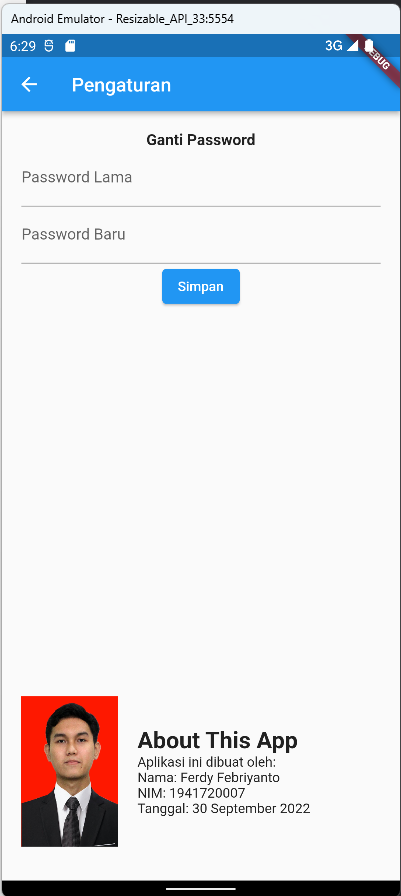 Android Emulator - Resizable_API_33:5554
6:29 3G
DEBUG
Pengaturan
Ganti Password
Password Lama
Password Baru
Simpan
About This App
Aplikasi ini dibuat oleh:
Nama: Ferdy Febriyanto
NIM: 1941720007
Tanggal: 30 September 2022